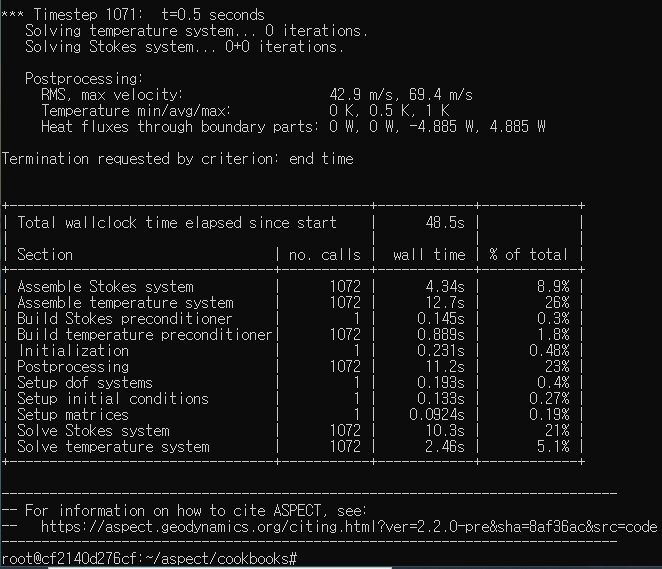 *** Timestep 1071:  t=0.5 seconds
   Solving temperature system... 0 iterations.
   Solving Stokes system... 0+0 iterations.

   Postprocessing:
     RMS, max velocity:                  42.9 m/s, 69.4 m/s
     Temperature min/avg/max:            0 K, 0.5 K, 1 K
     Heat fluxes through boundary parts: 0 W, 0 W, -4.885 W, 4.885 W

Termination requested by criterion: end time


+---------------------------------------------+------------+------------+
| Total wallclock time elapsed since start    |      48.5s |            |
|                                             |            |            |
| Section                         | no. calls |  wall time | % of total |
+---------------------------------+-----------+------------+------------+
| Assemble Stokes system          |      1072 |      4.34s |       8.9% |
| Assemble temperature system     |      1072 |      12.7s |        26% |
| Build Stokes preconditioner     |         1 |     0.145s |       0.3% |
| Build temperature preconditioner|      1072 |     0.889s |       1.8% |
| Initialization                  |         1 |     0.231s |      0.48% |
| Postprocessing                  |      1072 |      11.2s |        23% |
| Setup dof systems               |         1 |     0.193s |       0.4% |
| Setup initial conditions        |         1 |     0.133s |      0.27% |
| Setup matrices                  |         1 |    0.0924s |      0.19% |
| Solve Stokes system             |      1072 |      10.3s |        21% |
| Solve temperature system        |      1072 |      2.46s |       5.1% |
+---------------------------------+-----------+------------+------------+

-----------------------------------------------------------------------------
-- For information on how to cite ASPECT, see:
--   https://aspect.geodynamics.org/citing.html?ver=2.2.0-pre&sha=8af36ac&src=code
-----------------------------------------------------------------------------
root@cf2140d276cf:~/aspect/cookbooks#